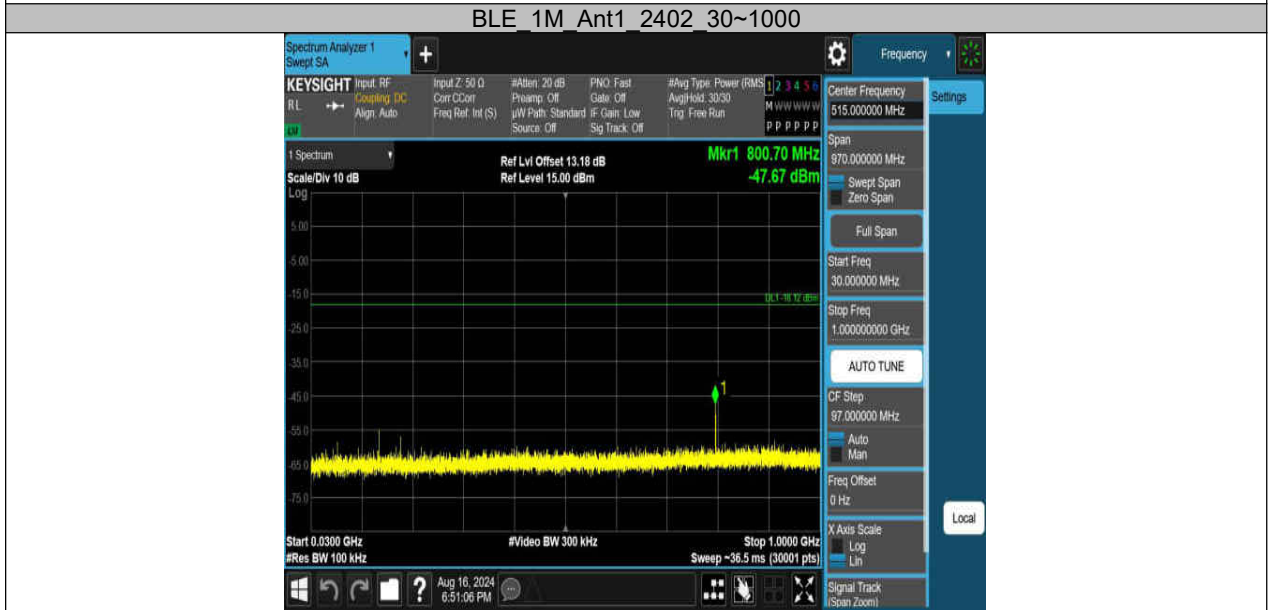 BLE_1M_Ant1_2402_30~1000
Spectrum Analyzer 1
Swept SA
+
Frequency
KEYSIGHT
RL
Input: RF
Coupling: DC
Align: Auto
Input Z: 50 Ω
Corr CCorr
Freq Ref: Int (S)
#Atten: 20 dB
Preamp: Off
µW Path: Standard
Source: Off
PNO: Fast
Gate: Off
IF Gain: Low
Sig Track: Off
#Avg Type: Power (RMS
Avg|Hold: 30/30
Trig: Free Run
1 2 3 4 5 6
M W W W W W
P P P P P P
1 Spectrum
Scale/Div 10 dB
Log
Ref Lvl Offset 13.18 dB
Ref Level 15.00 dBm
Mkr1 800.70 MHz
-47.67 dBm
5.00
-5.00
-15.0
-25.0
-35.0
-45.0
-55.0
-65.0
-75.0
DL1 -18.12 dBm
1
Start 0.0300 GHz
#Res BW 100 kHz
#Video BW 300 kHz
Stop 1.0000 GHz
Sweep ~36.5 ms (30001 pts)
Center Frequency
515.000000 MHz
Settings
Span
970.000000 MHz
Swept Span
Zero Span
Full Span
Start Freq
30.000000 MHz
Stop Freq
1.000000000 GHz
AUTO TUNE
CF Step
97.000000 MHz
Auto
Man
Freq Offset
0 Hz
X Axis Scale
Log
Lin
Local
Signal Track
(Span Zoom)
?
Aug 16, 2024
6:51:06 PM